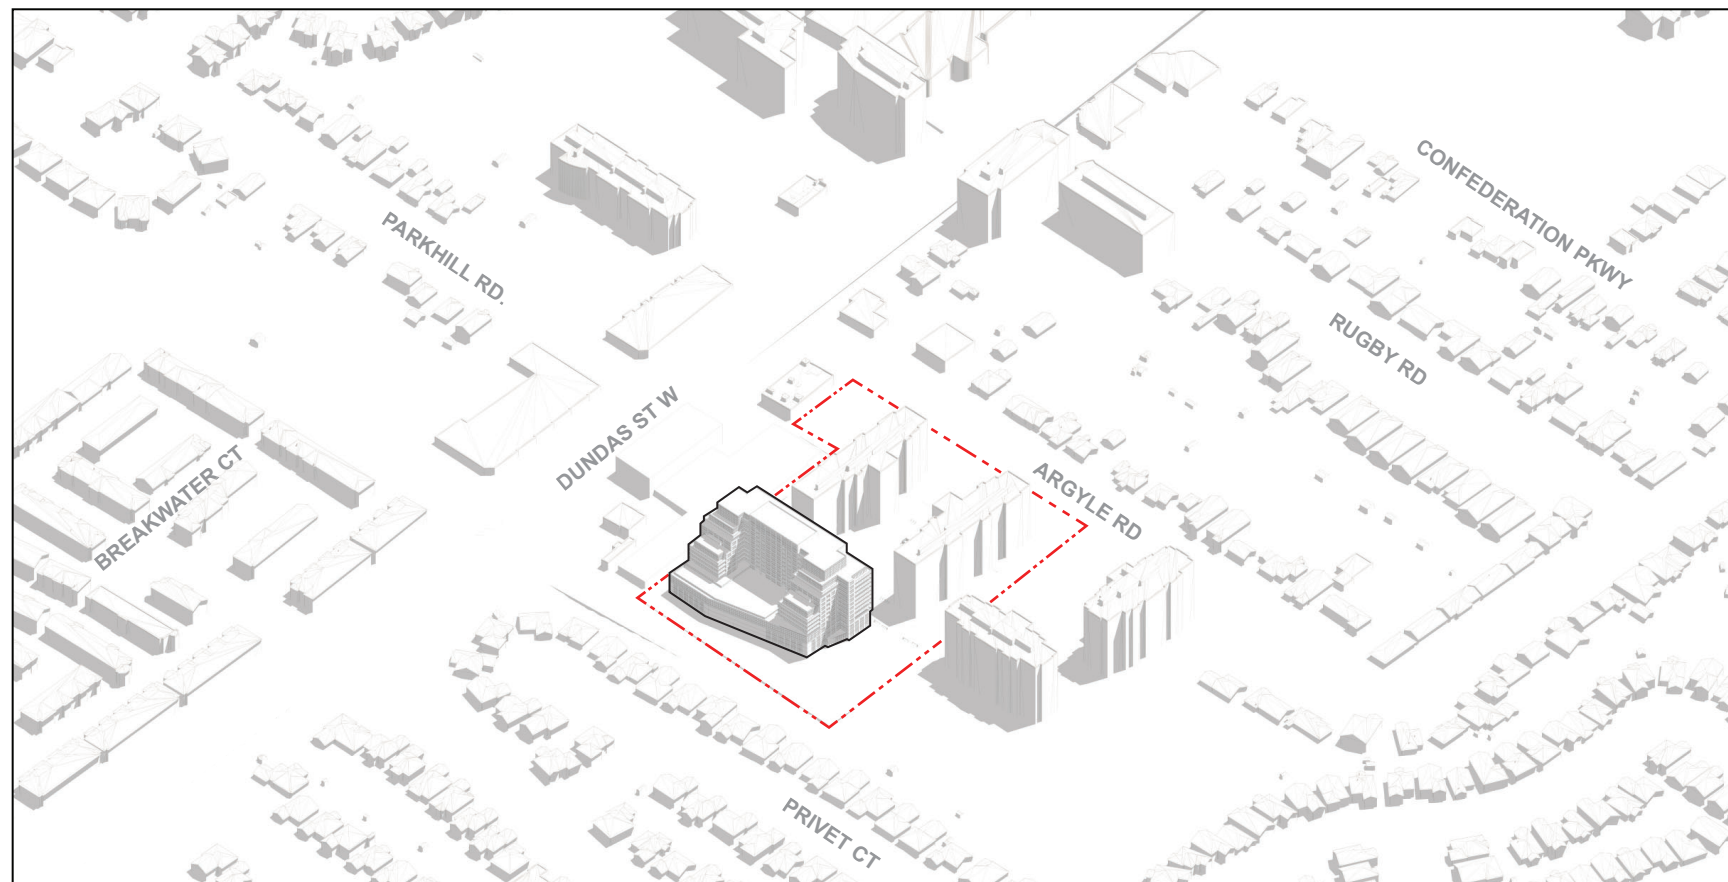 CONFEDERATION PKWY
PARKHILL RD.
RUGBY RD
DUNDAS ST W
BREAKWATER CT
ARGYLE RD
PRIVET CT